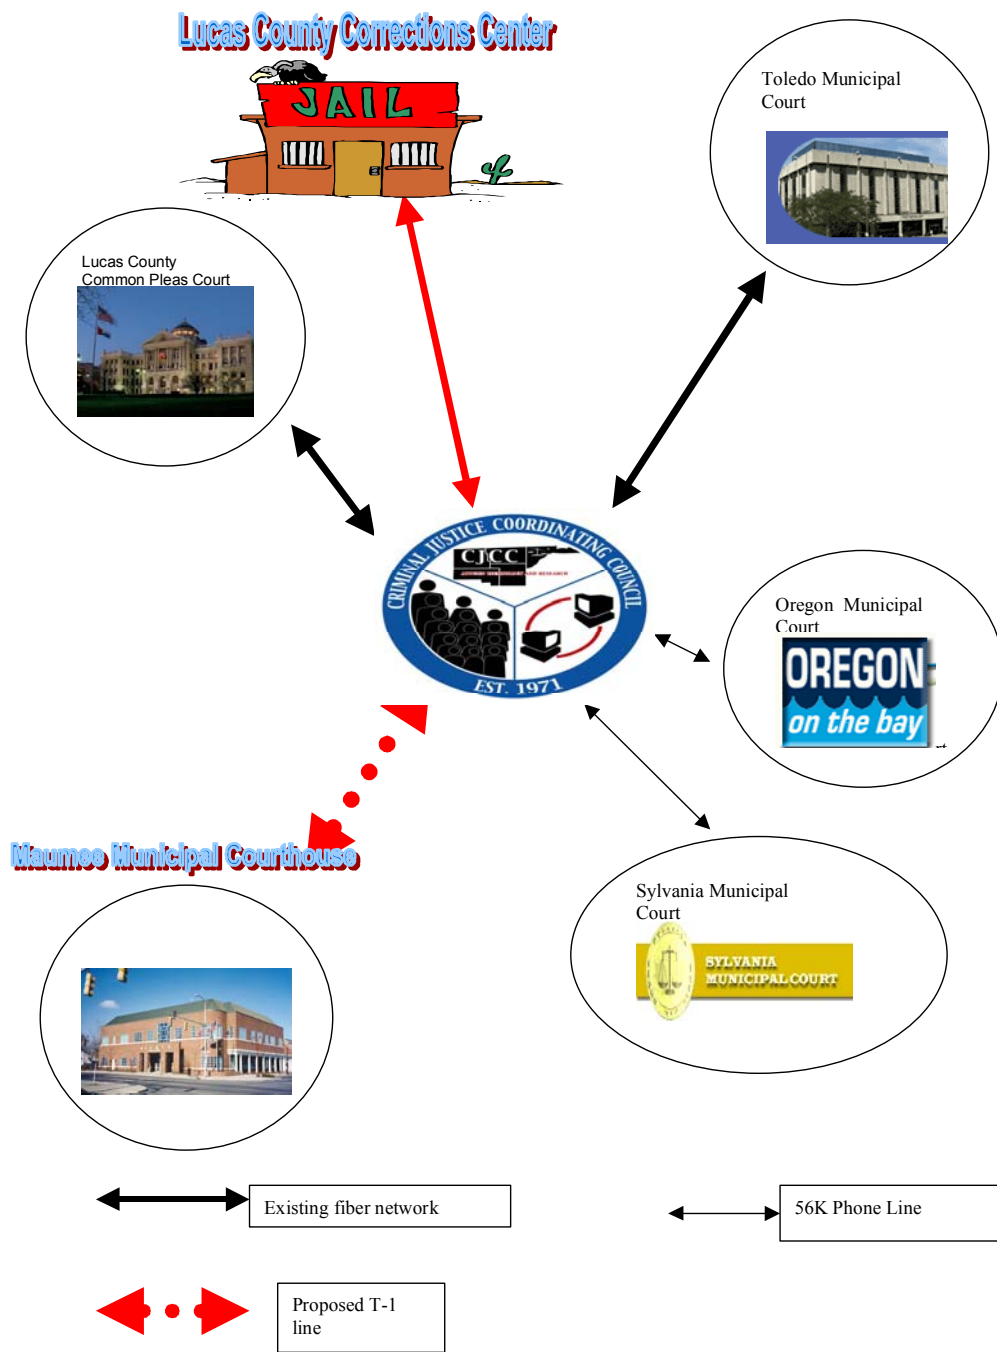 Lucas County Corrections Center
JAIL
Toledo Municipal
Court
Lucas County
Common Pleas Court
CRIMINAL JUSTICE COORDINATING COUNCIL
CJCC
EST. 1971
Oregon Municipal
Court
OREGON
on the bay
Maumee Municipal Courthouse
Sylvania Municipal
Court
SYLVANIA
MUNICIPAL COURT
Existing fiber network
56K Phone Line
Proposed T-1
line